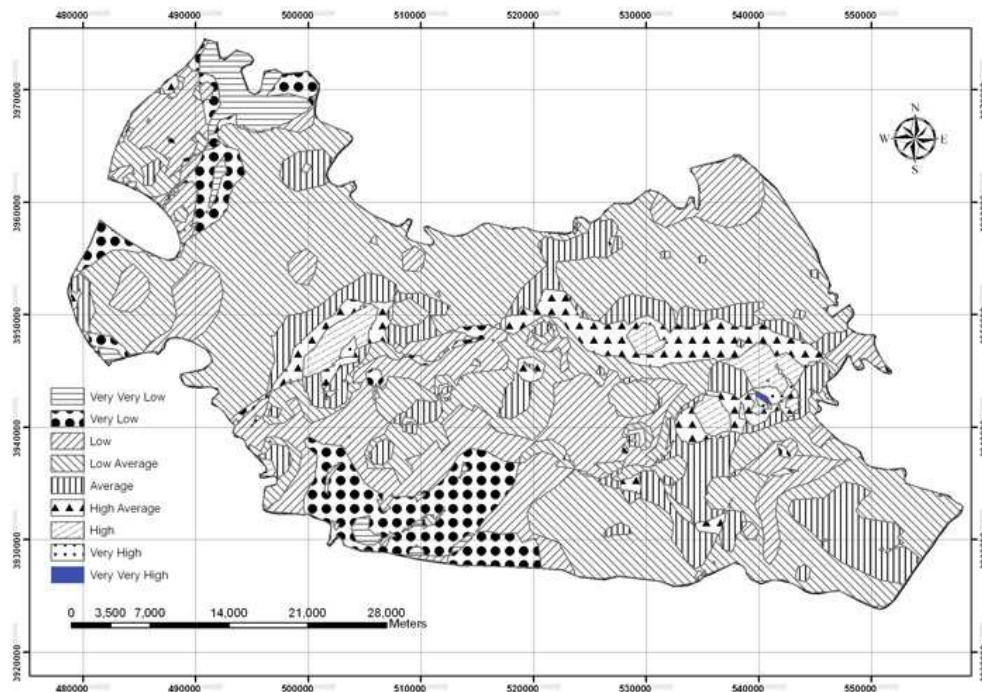 480000 490000 500000 510000 520000 530000 540000 550000
3970000
3960000
3950000
3940000
3930000
3920000
N
W E
S
Very Very Low
Very Low
Low
Low Average
Average
High Average
High
Very High
Very Very High
0 3,500 7,000 14,000 21,000 28,000
Meters
480000 490000 500000 510000 520000 530000 540000 550000